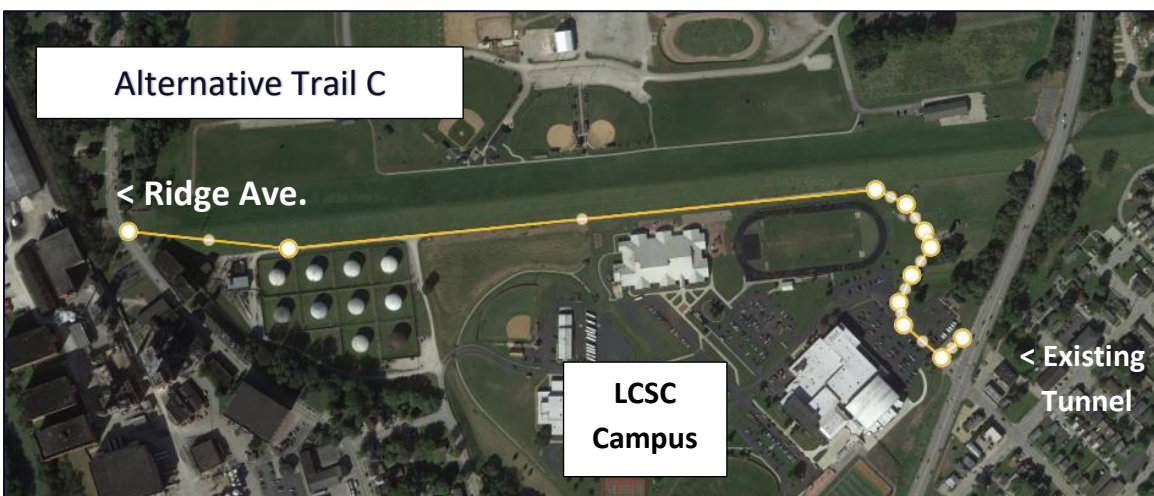 Alternative Trail C
< Ridge Ave.
< Existing
Tunnel
LCSC
Campus